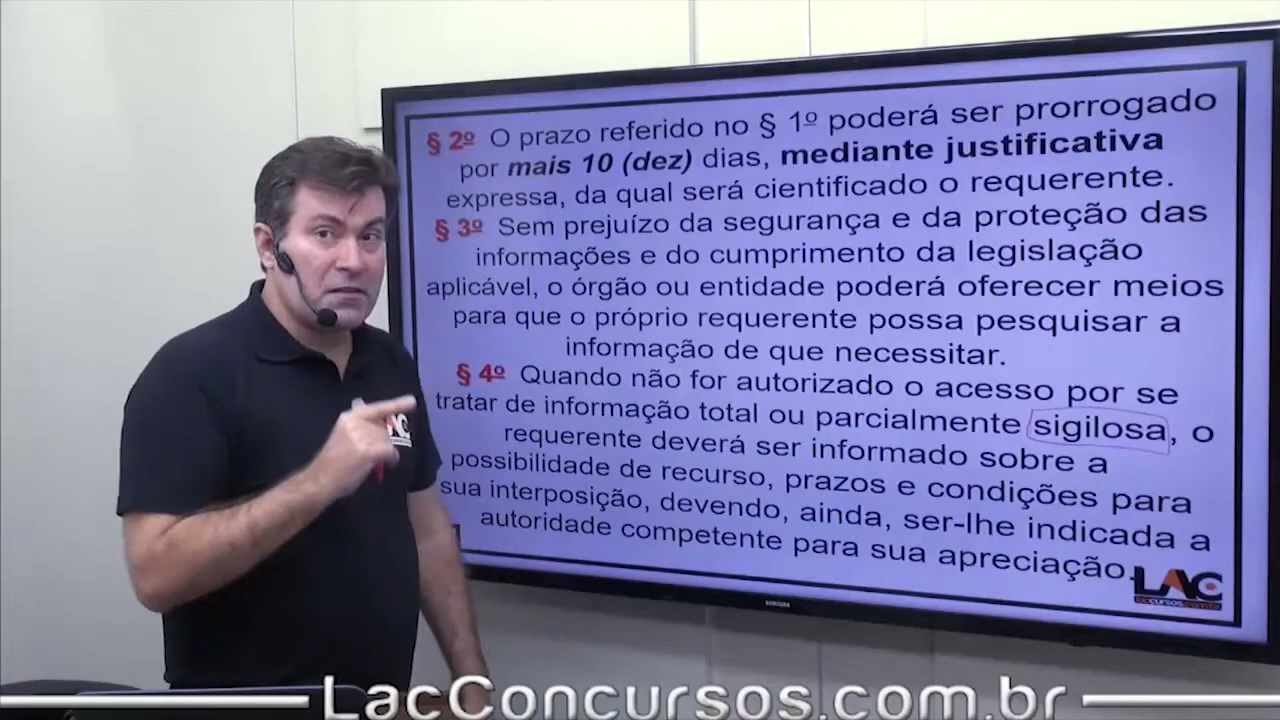 § 2º O prazo referido no § 1º poderá ser prorrogado
por mais 10 (dez) dias, mediante justificativa
expressa, da qual será cientificado o requerente.
§ 3º Sem prejuízo da segurança e da proteção das
informações e do cumprimento da legislação
aplicável, o órgão ou entidade poderá oferecer meios
para que o próprio requerente possa pesquisar a
informação de que necessitar.
§ 4º Quando não for autorizado o acesso por se
tratar de informação total ou parcialmente sigilosa, o
requerente deverá ser informado sobre a
possibilidade de recurso, prazos e condições para
sua interposição, devendo, ainda, ser-lhe indicada a
autoridade competente para sua apreciação.
LAC
laccursos.com.br
SAMSUNG
LacConcursos.com.br